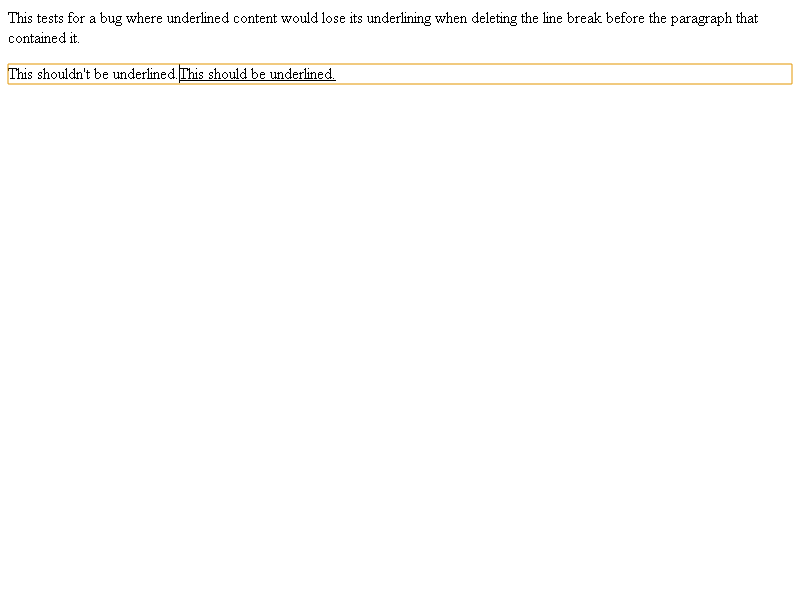 This tests for a bug where underlined content would lose its underlining when deleting the line break before the paragraph that
contained it.
This shouldn't be underlined.This should be underlined.